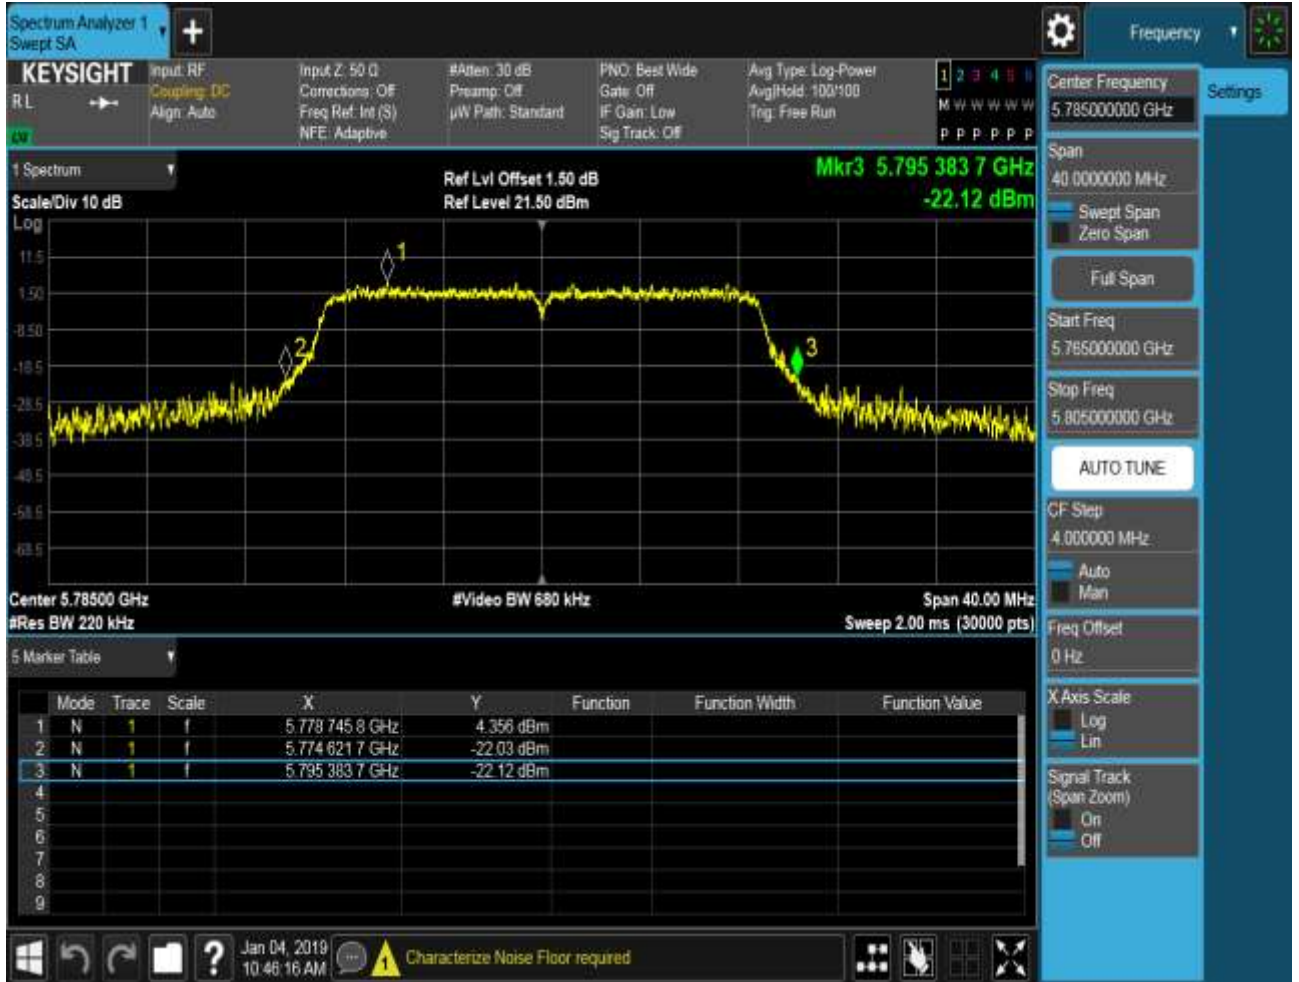 Spectrum Analyzer 1
Swept SA
Frequency
KEYSIGHT
R L
Input: RF
Coupling: DC
Align: Auto
Input Z: 50 Ω
Corrections: Off
Freq Ref: Int (S)
NFE: Adaptive
#Atten: 30 dB
Preamp: Off
µW Path: Standard
PNO: Best Wide
Gate: Off
IF Gain: Low
Sig Track: Off
Avg Type: Log-Power
Avg|Hold: 100/100
Trig: Free Run
1 2 3 4 5 6
M W W W W W
P P P P P P
1 Spectrum
Scale/Div 10 dB
Ref Lvl Offset 1.50 dB
Ref Level 21.50 dBm
Mkr3 5.795 383 7 GHz
-22.12 dBm
Log
11.5
1.50
-8.50
-18.5
-28.5
-38.5
-48.5
-58.5
-68.5
1
2
3
Center 5.78500 GHz
#Res BW 220 kHz
#Video BW 680 kHz
Span 40.00 MHz
Sweep 2.00 ms (30000 pts)
5 Marker Table
Mode Trace Scale X Y Function Function Width Function Value
1 N 1 f 5.778 745 8 GHz 4.356 dBm
2 N 1 f 5.774 621 7 GHz -22.03 dBm
3 N 1 f 5.795 383 7 GHz -22.12 dBm
4
5
6
7
8
9
?
Jan 04, 2019
10:46:16 AM
1
Characterize Noise Floor required
Settings
Center Frequency
5.785000000 GHz
Span
40.0000000 MHz
Swept Span
Zero Span
Full Span
Start Freq
5.765000000 GHz
Stop Freq
5.805000000 GHz
AUTO TUNE
CF Step
4.000000 MHz
Auto
Man
Freq Offset
0 Hz
X Axis Scale
Log
Lin
Signal Track
(Span Zoom)
On
Off